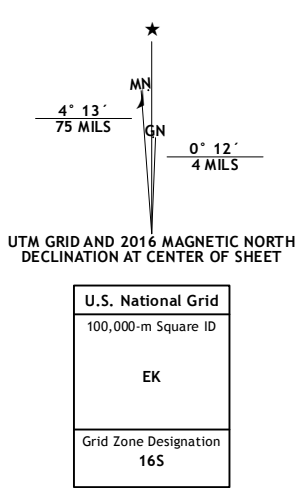 ★
MN
4° 13´
75 MILS
GN
0° 12´
4 MILS
UTM GRID AND 2016 MAGNETIC NORTH
DECLINATION AT CENTER OF SHEET
U.S. National Grid
100,000-m Square ID
EK
Grid Zone Designation
16S